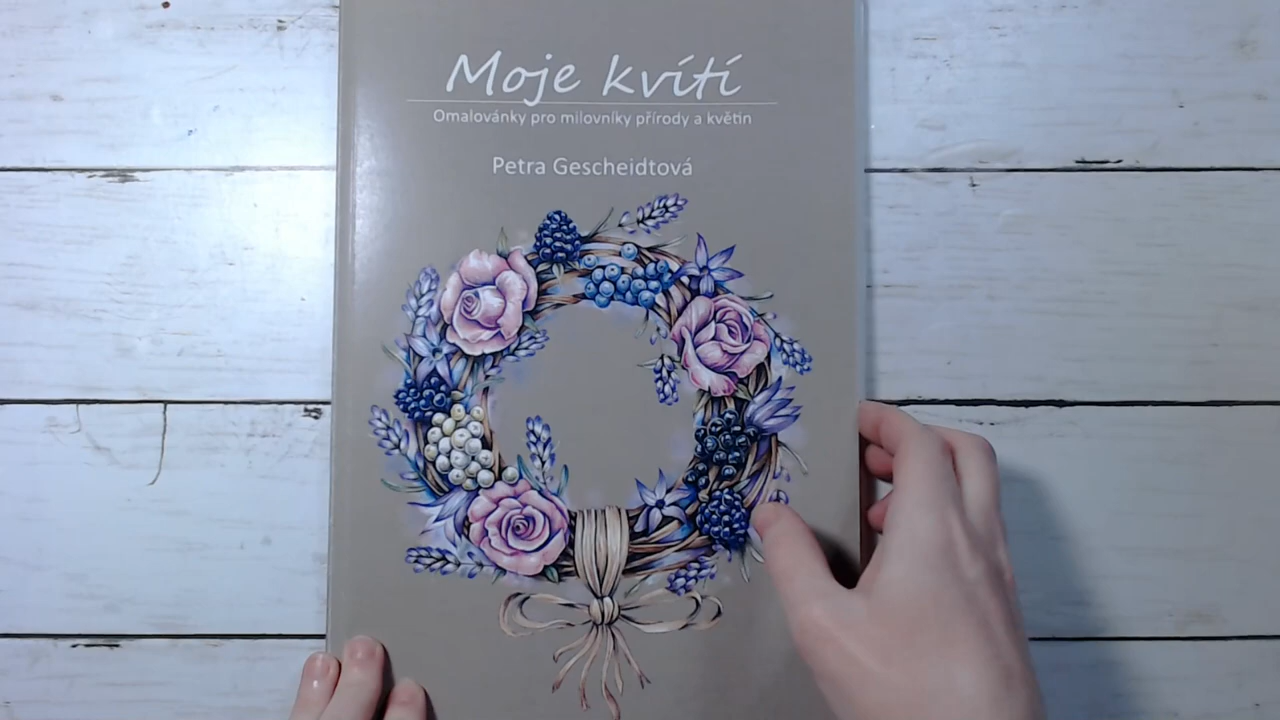 Moje kvítí
Omalovánky pro milovníky přírody a květin
Petra Gescheidtová